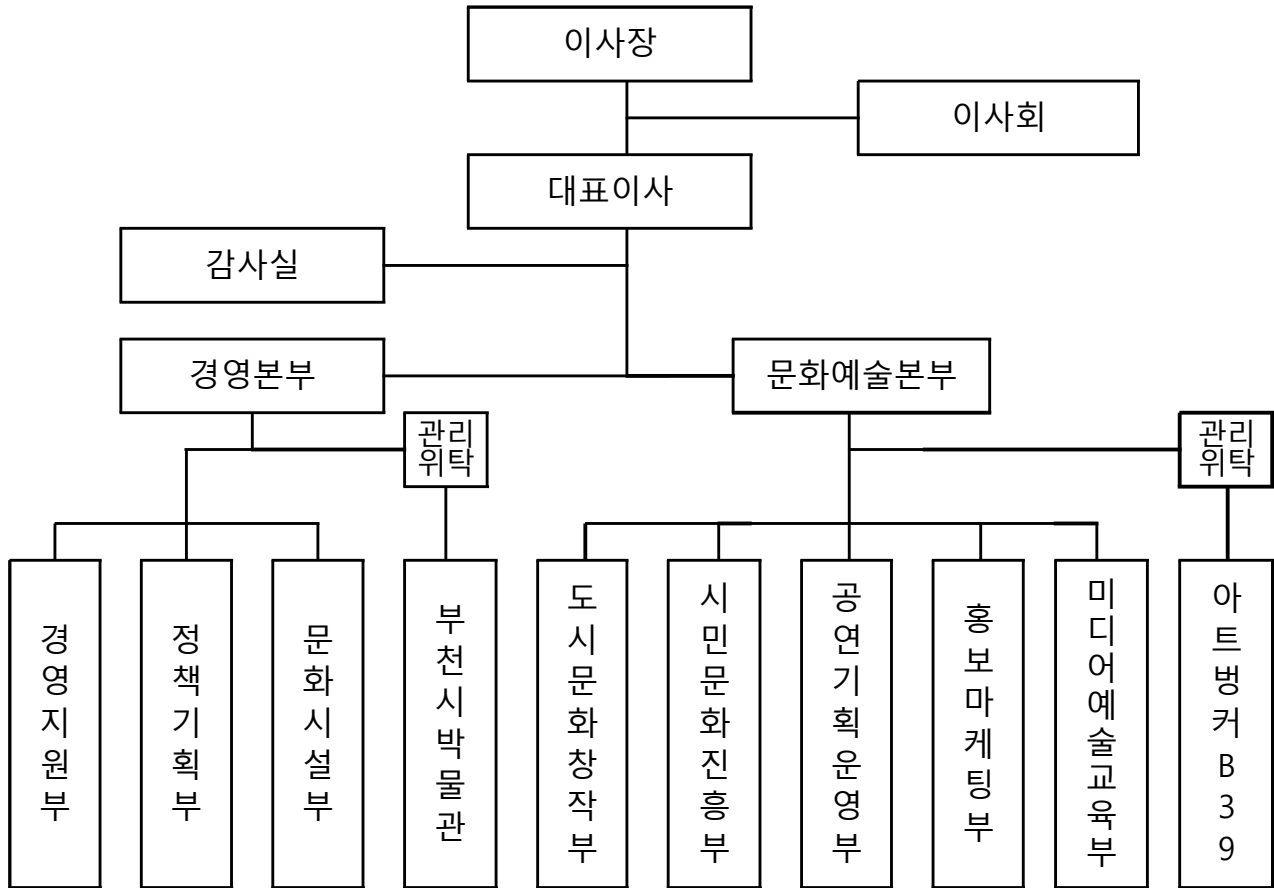 이사장
이사회
대표이사
감사실
경영본부
문화예술본부
관리
위탁
관리
위탁
경영지원부
정책기획부
문화시설부
부천시박물관
도시문화창작부
시민문화진흥부
공연기획운영부
홍보마케팅부
미디어예술교육부
아트벙커B39